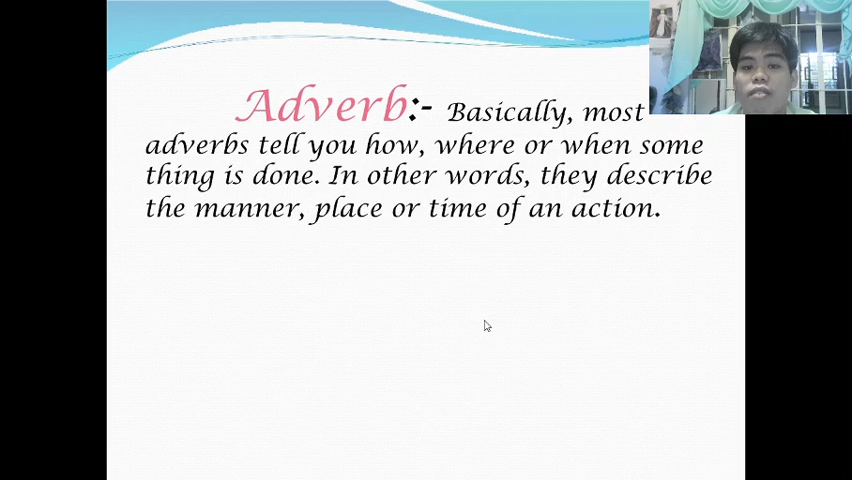 Adverb:- Basically, most
adverbs tell you how, where or when some
thing is done. In other words, they describe
the manner, place or time of an action.